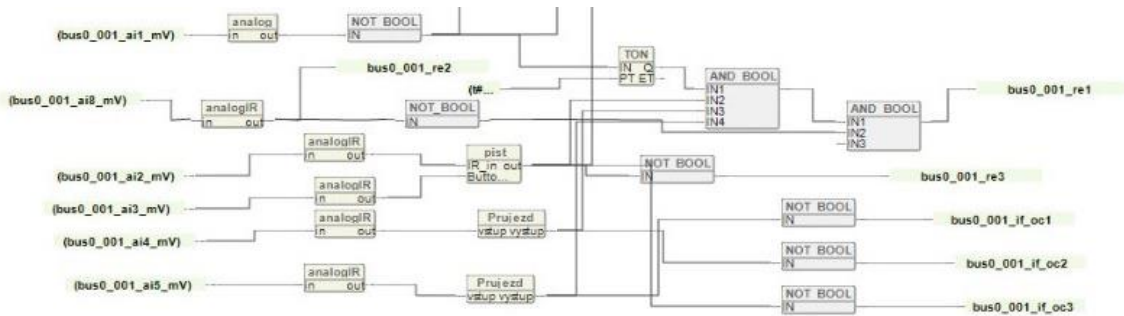 analog
in out
NOT BOOL
IN
(bus0_001_ai1_mV)
bus0_001_re2
TON
IN Q
PT ET
(t#...
AND BOOL
IN1
IN2
IN3
IN4
bus0_001_re1
(bus0_001_ai8_mV)
analogIR
in out
NOT_BOOL
IN
AND BOOL
IN1
IN2
IN3
analogIR
in out
pist
IR_in out
Butto...
(bus0_001_ai2_mV)
NOT BOOL
IN
bus0_001_re3
analogIR
in out
(bus0_001_ai3_mV)
analogIR
in out
Prujezd
vstup vystup
(bus0_001_ai4_mV)
NOT BOOL
IN
bus0_001_if_oc1
NOT BOOL
IN
bus0_001_if_oc2
analogIR
in out
Prujezd
vstup vystup
(bus0_001_ai5_mV)
NOT BOOL
IN
bus0_001_if_oc3